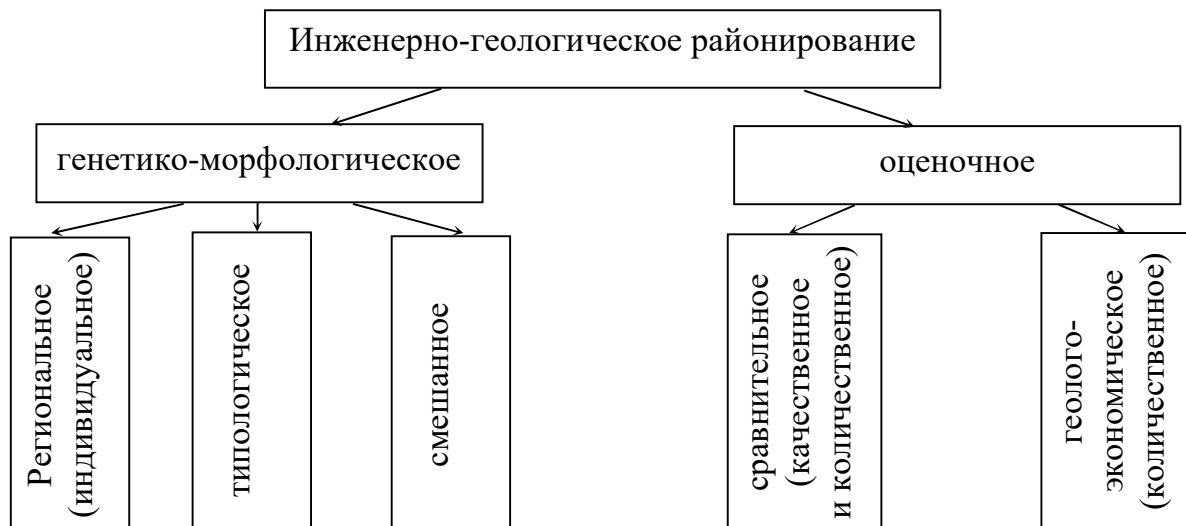 Инженерно-геологическое районирование
генетико-морфологическое
оценочное
Региональное
(индивидуальное)
типологическое
смешанное
сравнительное
(качественное
и количественное)
геолого-
экономическое
(количественное)